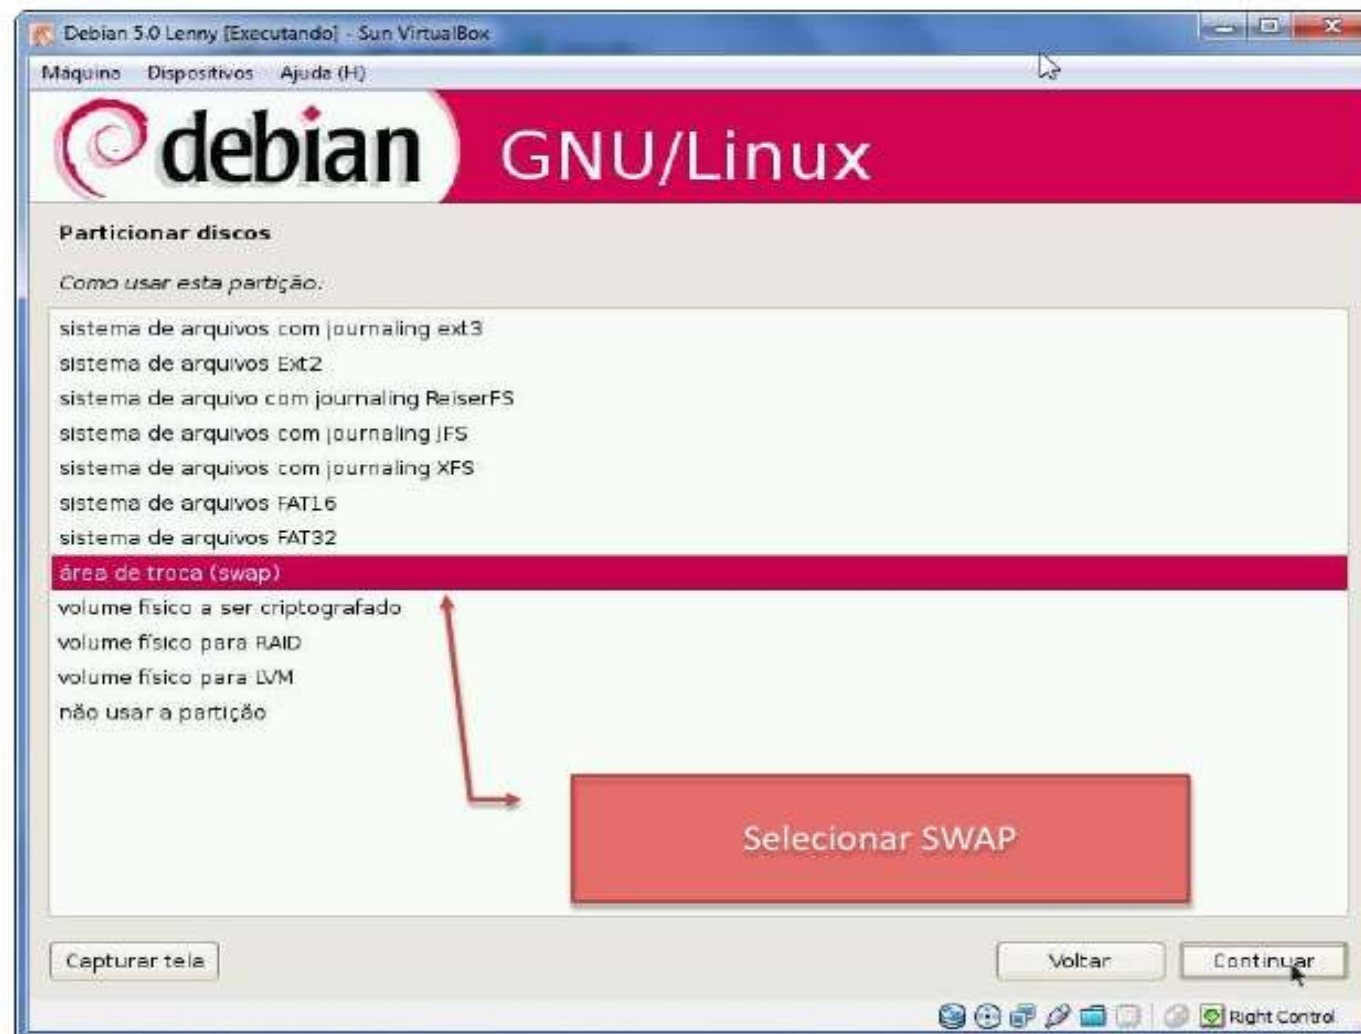 Debian 5.0 Lenny [Executando] - Sun VirtualBox
Máquina Dispositivos Ajuda (H)
debian GNU/Linux
Particionar discos
Como usar esta partição:
sistema de arquivos com journaling ext3
sistema de arquivos Ext2
sistema de arquivo com journaling ReiserFS
sistema de arquivos com journaling JFS
sistema de arquivos com journaling XFS
sistema de arquivos FAT16
sistema de arquivos FAT32
área de troca (swap)
volume físico a ser criptografado
volume físico para RAID
volume físico para LVM
não usar a partição
Selecionar SWAP
Capturar tela
Voltar
Continuar
Right Control